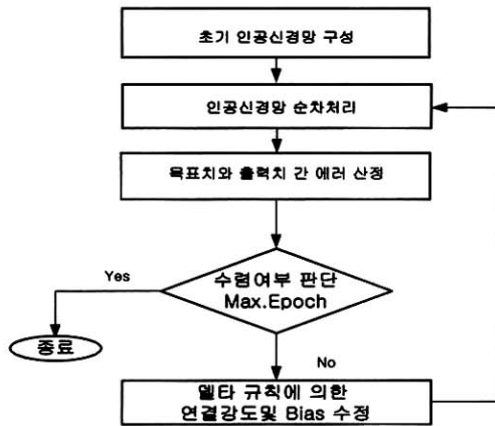 초기 인공신경망 구성
인공신경망 순차처리
목표치와 출력치 간 에러 산정
수렴여부 판단
Max.Epoch
Yes
종료
No
델타 규칙에 의한
연결강도및 Bias 수정